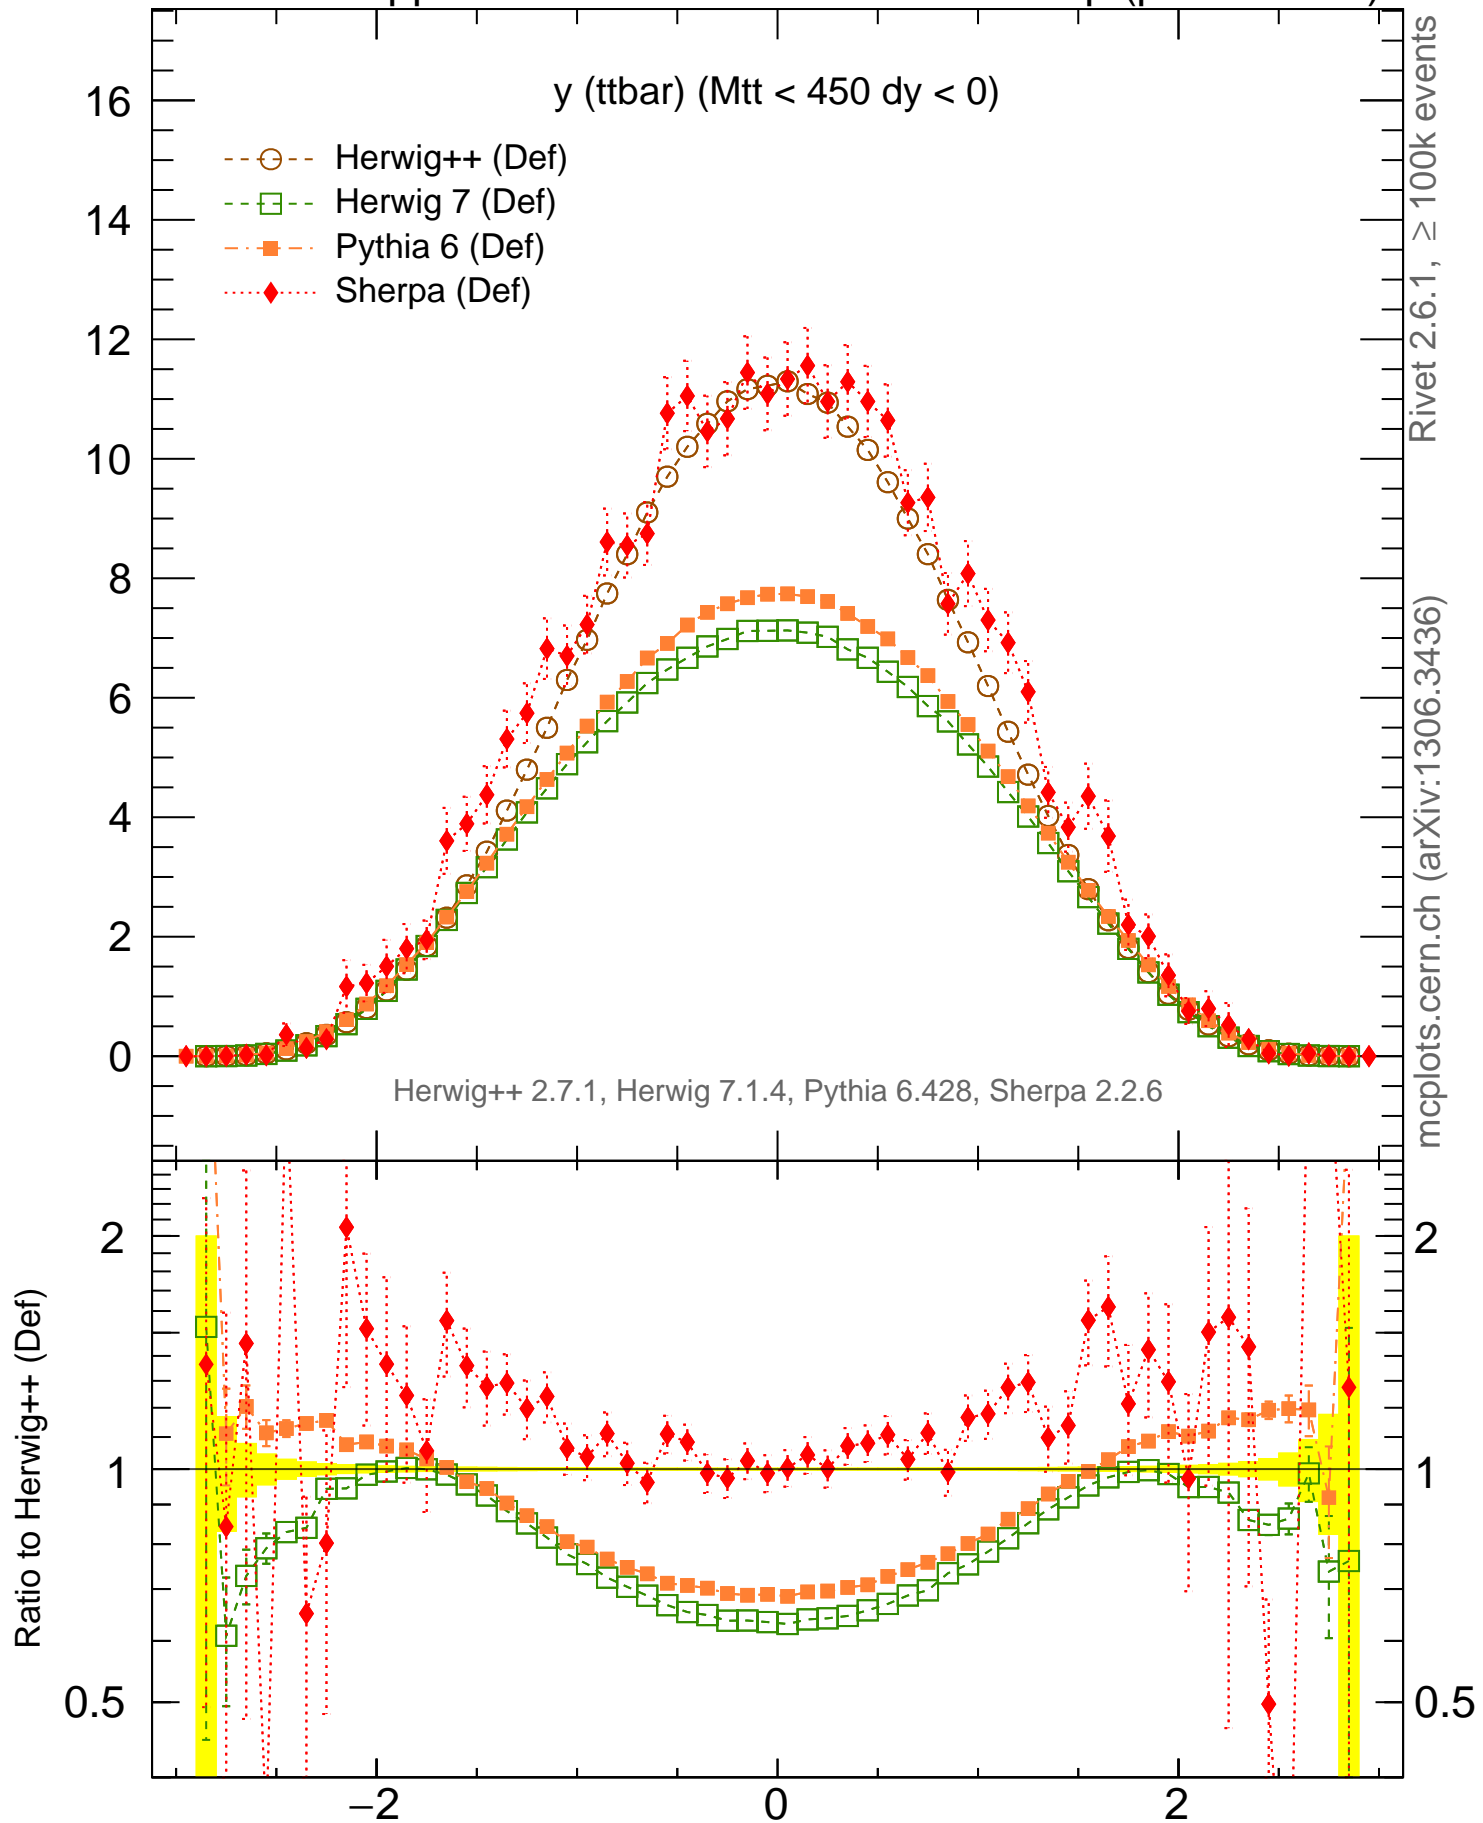 y (ttbar) (Mtt < 450 dy < 0)
Herwig++ (Def)
Herwig 7 (Def)
Pythia 6 (Def)
Sherpa (Def)
16
14
12
10
8
6
4
2
0
Herwig++ 2.7.1, Herwig 7.1.4, Pythia 6.428, Sherpa 2.2.6
Rivet 2.6.1, ≥ 100k events
mcplots.cern.ch (arXiv:1306.3436)
Ratio to Herwig++ (Def)
2
1
0.5
2
1
0.5
−2
0
2